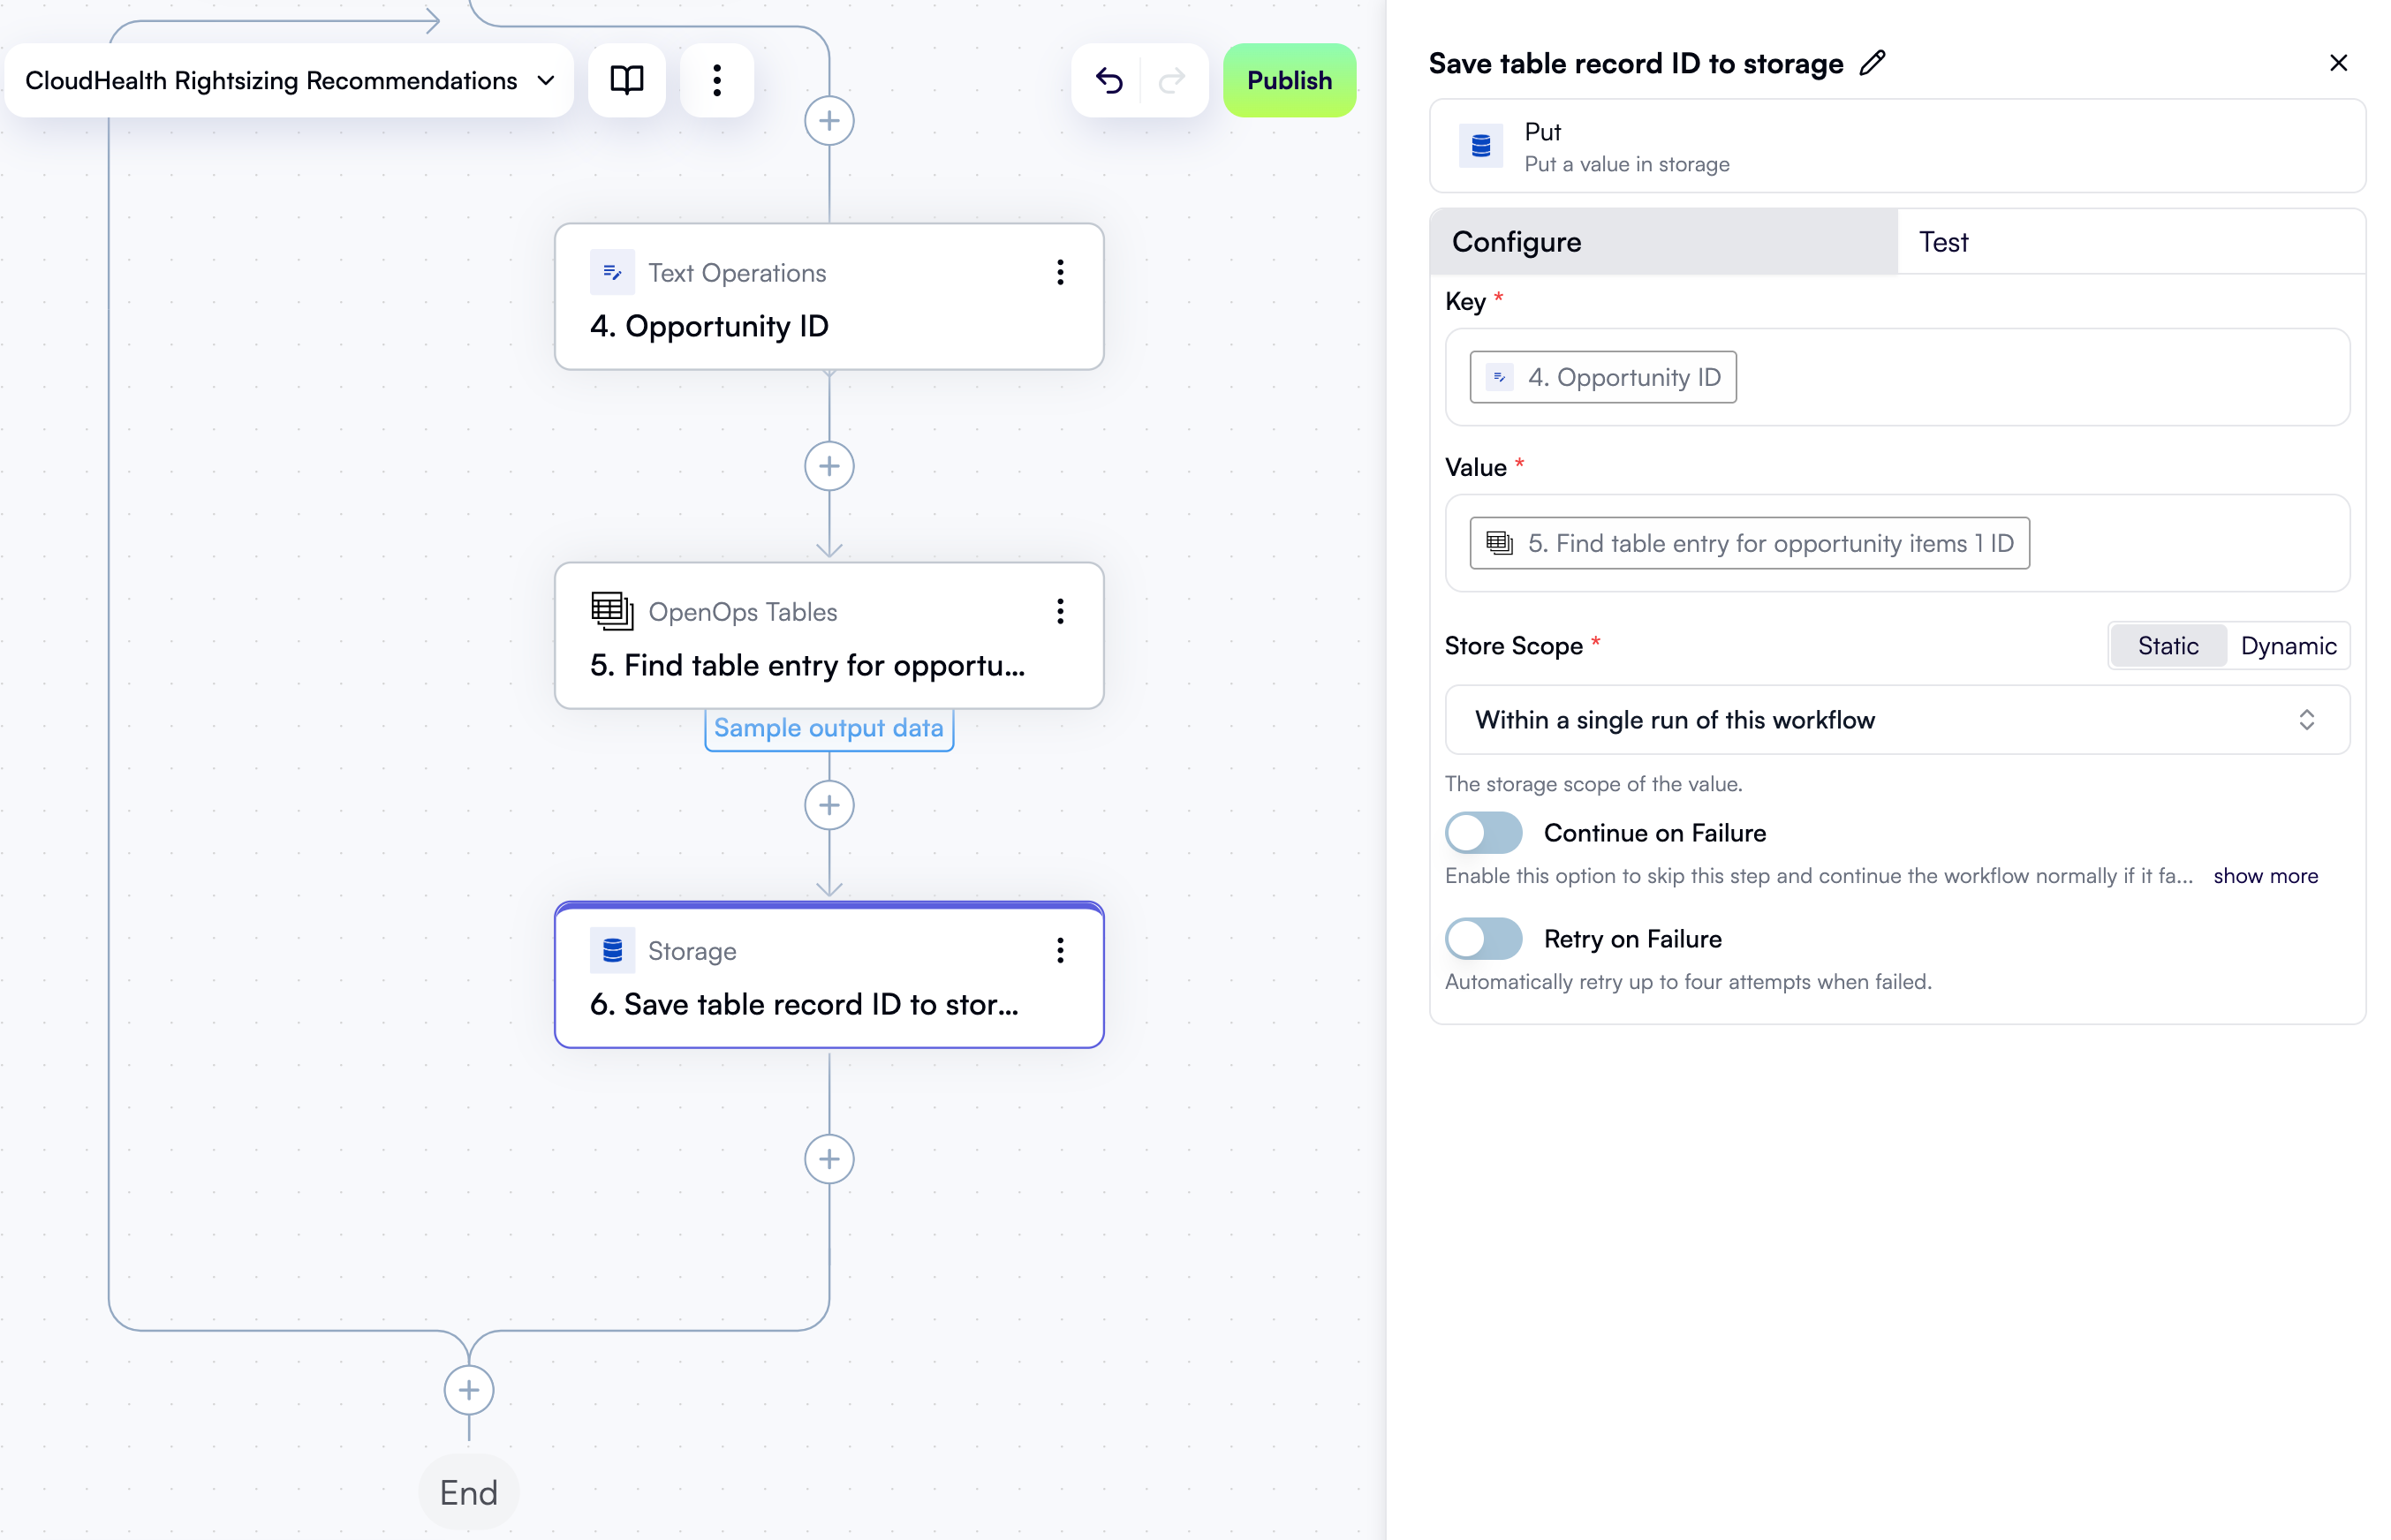 CloudHealth Rightsizing Recommendations
Publish
Text Operations
4. Opportunity ID
OpenOps Tables
5. Find table entry for opportu...
Sample output data
Storage
6. Save table record ID to stor...
End
Save table record ID to storage
Put
Put a value in storage
Configure
Test
Key *
4. Opportunity ID
Value *
5. Find table entry for opportunity items 1 ID
Store Scope *
Static
Dynamic
Within a single run of this workflow
The storage scope of the value.
Continue on Failure
Enable this option to skip this step and continue the workflow normally if it fa... show more
Retry on Failure
Automatically retry up to four attempts when failed.